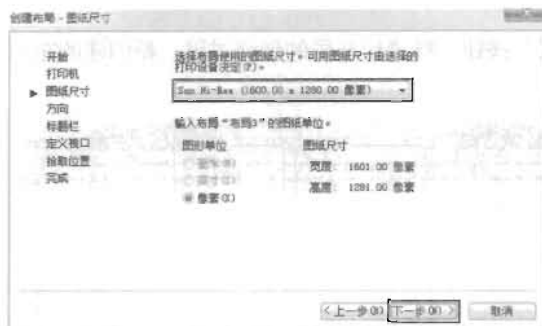 创建布局 - 图纸尺寸
开始
打印机
▶ 图纸尺寸
方向
标题栏
定义视口
拾取位置
完成
选择布局使用的图纸尺寸。可用图纸尺寸由选择的
打印设备决定(P)。
Sun Hi-Res (1600.00 x 1280.00 像素)
输入布局“布局3”的图纸单位。
图形单位
毫米(M)
英寸(I)
像素(X)
图纸尺寸
宽度: 1601.00 像素
高度: 1281.00 像素
<上一步(B)
下一步(N) >
取消